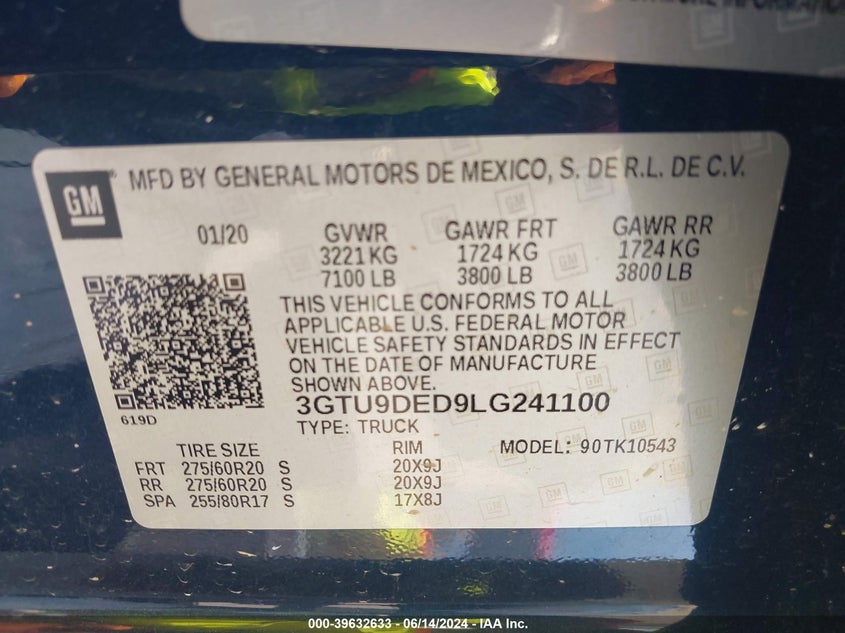 INFORMATION
GM
MFD BY GENERAL MOTORS DE MEXICO, S. DE R.L. DE C.V.
01/20 GVWR GAWR FRT GAWR RR
3221 KG 1724 KG 1724 KG
7100 LB 3800 LB 3800 LB
THIS VEHICLE CONFORMS TO ALL
APPLICABLE U.S. FEDERAL MOTOR
VEHICLE SAFETY STANDARDS IN EFFECT
ON THE DATE OF MANUFACTURE
SHOWN ABOVE.
619D
3GTU9DED9LG241100
TYPE: TRUCK
TIRE SIZE RIM MODEL: 90TK10543
FRT 275/60R20 S 20X9J
RR 275/60R20 S 20X9J
SPA 255/80R17 S 17X8J
000-39632633 - 06/14/2024 - IAA Inc.